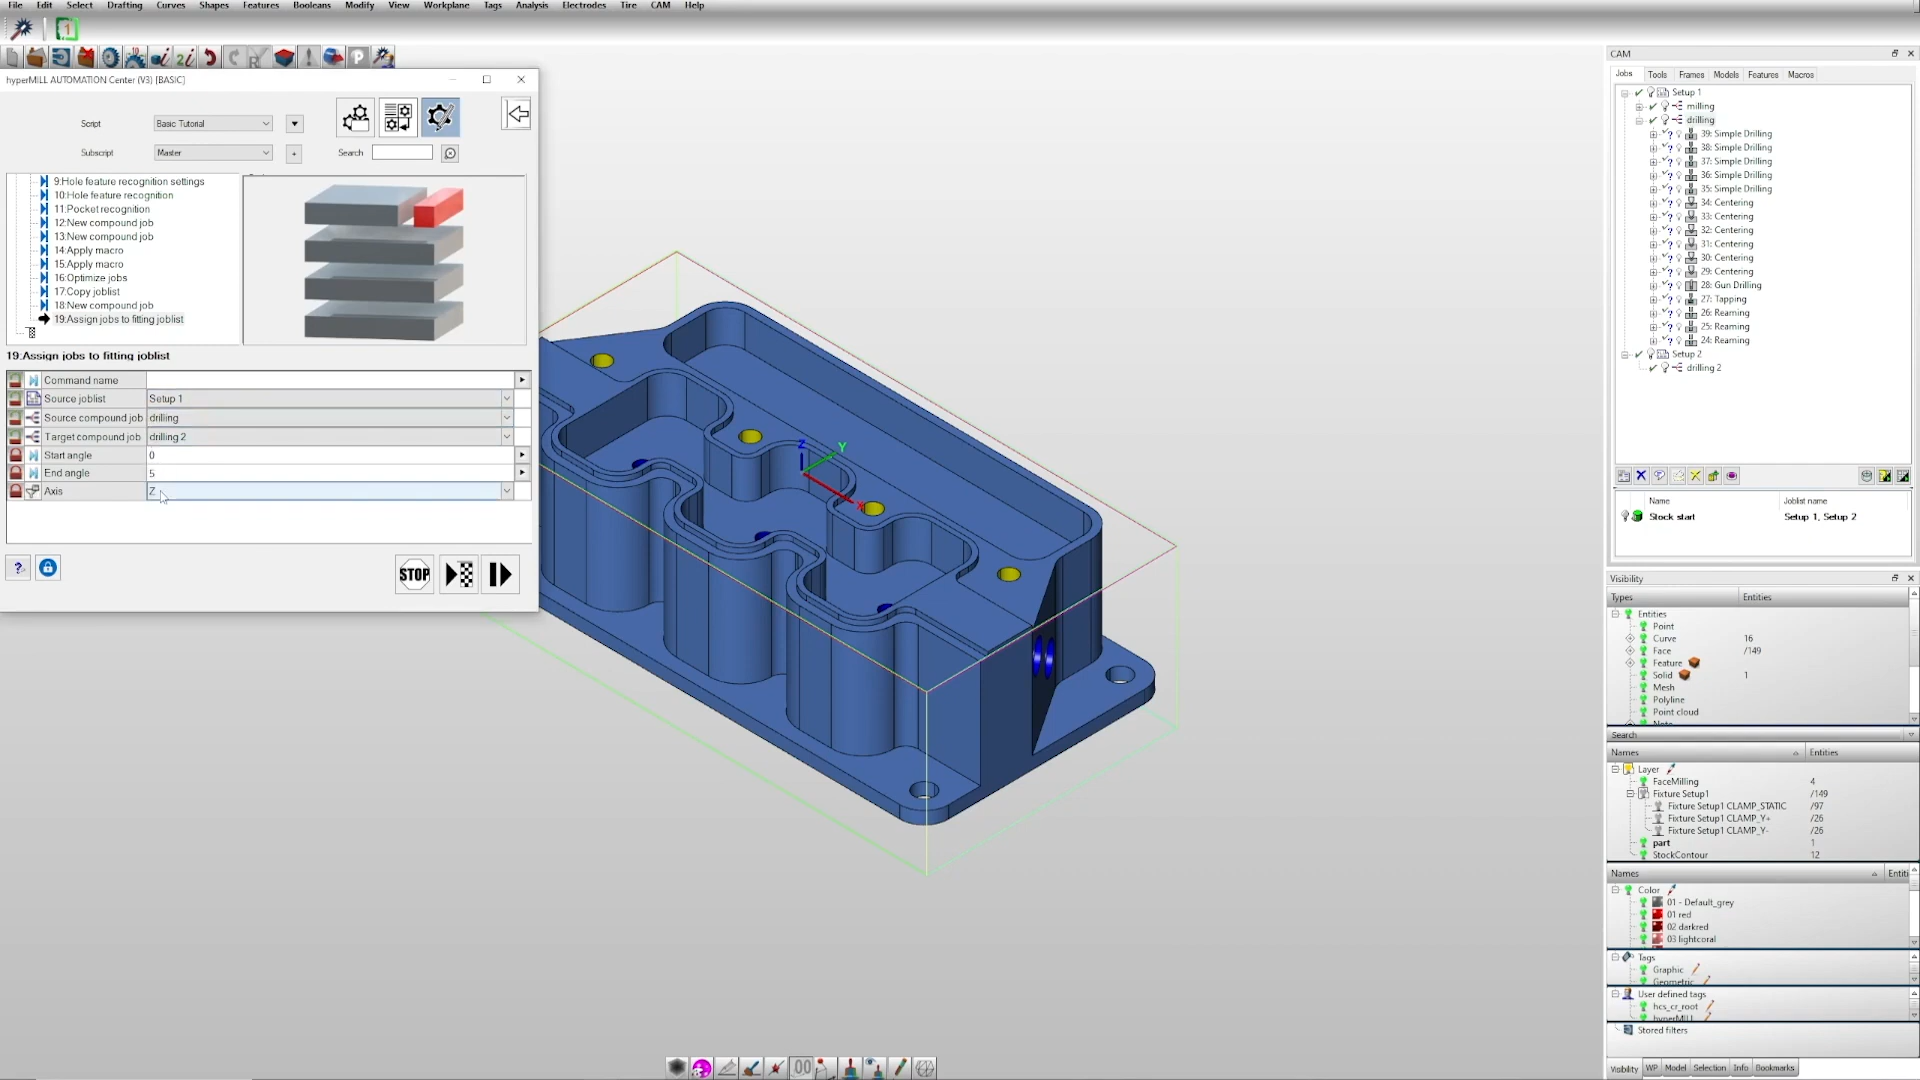 File Edit Select Drafting Curves Shapes Features Booleans Modify View Workplane Tags Analysis Electrodes Tire CAM Help
hyperMILL AUTOMATION Center (V3) [BASIC]
Script Basic Tutorial
Subscript Master + Search
9:Hole feature recognition settings
10:Hole feature recognition
11:Pocket recognition
12:New compound job
13:New compound job
14:Apply macro
15:Apply macro
16:Optimize jobs
17:Copy joblist
18:New compound job
19:Assign jobs to fitting joblist
19:Assign jobs to fitting joblist
Command name
Source joblist Setup 1
Source compound job drilling
Target compound job drilling 2
Start angle 0
End angle 5
Axis Z
? STOP
Z Y X
CAM
Jobs Tools Frames Models Features Macros
Setup 1
milling
drilling
39: Simple Drilling
38: Simple Drilling
37: Simple Drilling
36: Simple Drilling
35: Simple Drilling
34: Centering
33: Centering
32: Centering
31: Centering
30: Centering
29: Centering
28: Gun Drilling
27: Tapping
26: Reaming
25: Reaming
24: Reaming
Setup 2
drilling 2
Name Joblist name
Stock start Setup 1, Setup 2
Visibility
Types Entities
Entities
Point
Curve 16
Face /149
Feature
Solid 1
Mesh
Polyline
Point cloud
Search
Names Entities
Layer
FaceMilling 4
Fixture Setup1 /149
Fixture Setup1 CLAMP_STATIC /97
Fixture Setup1 CLAMP_Y+ /26
Fixture Setup1 CLAMP_Y- /26
part 1
StockContour 12
Names Entiti
Color
01 - Default_grey
01 red
02 darkred
03 lightcoral
Tags
Graphic
Geometric
User defined tags
hcs_cr_root
hyperMILL
Stored filters
Visibility WP Model Selection Info Bookmarks